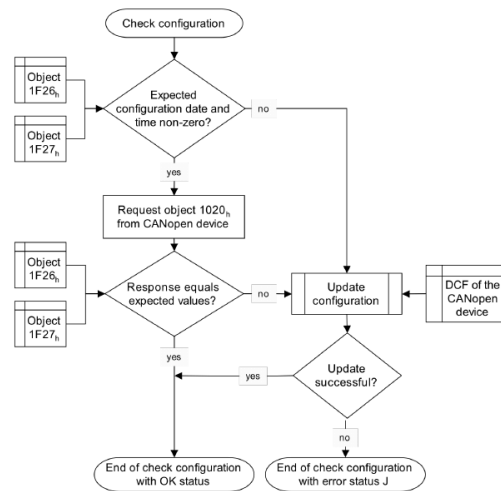 Check configuration
Object
1F26h
Object
1F27h
Expected
configuration date and
time non-zero?
no
yes
Request object 1020h
from CANopen device
Object
1F26h
Object
1F27h
Response equals
expected values?
no
Update
configuration
DCF of the
CANopen
device
yes
yes
Update
successful?
no
End of check configuration
with OK status
End of check configuration
with error status J